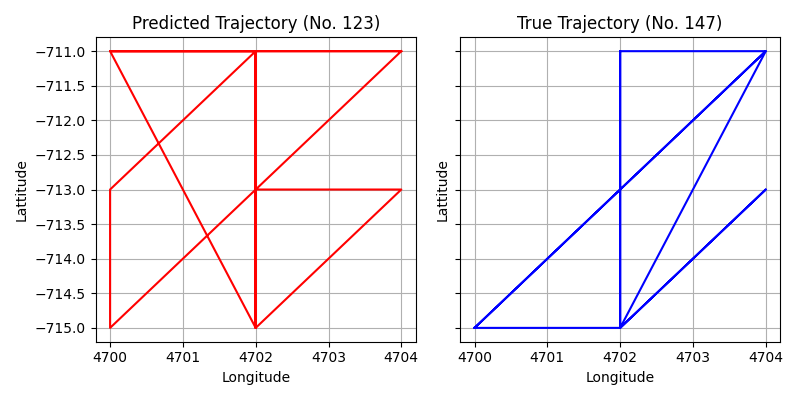 Predicted Trajectory (No. 123)
True Trajectory (No. 147)
−711.0
−711.5
−712.0
−712.5
−713.0
−713.5
−714.0
−714.5
−715.0
Lattitude
Lattitude
4700 4701 4702 4703 4704
4700 4701 4702 4703 4704
Longitude
Longitude